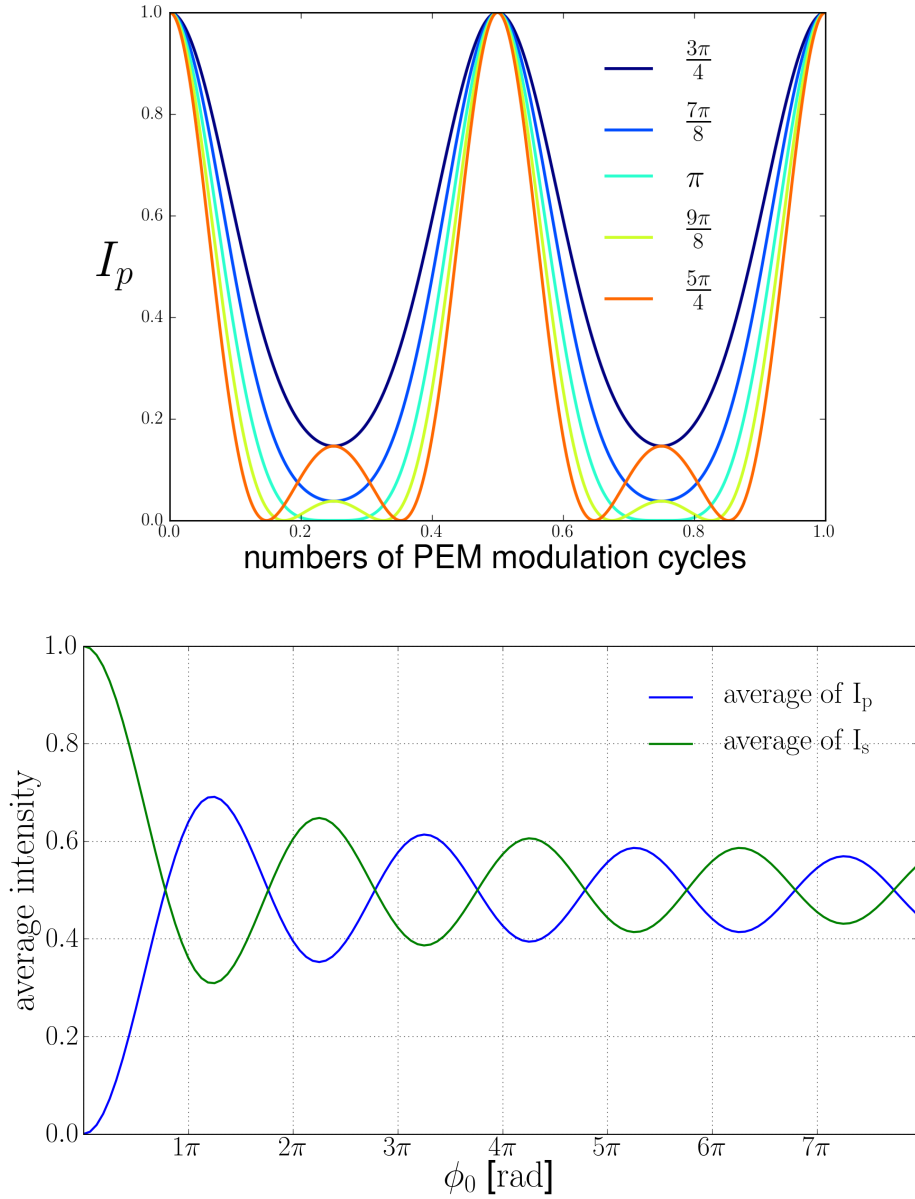 1.0
0.8
0.6
0.4
0.2
0.0
I_p
3π/4
7π/8
π
9π/8
5π/4
0.0 0.2 0.4 0.6 0.8 1.0
numbers of PEM modulation cycles
1.0
0.8
0.6
0.4
0.2
0.0
average intensity
average of I_p
average of I_s
1π 2π 3π 4π 5π 6π 7π
ϕ_0 [rad]